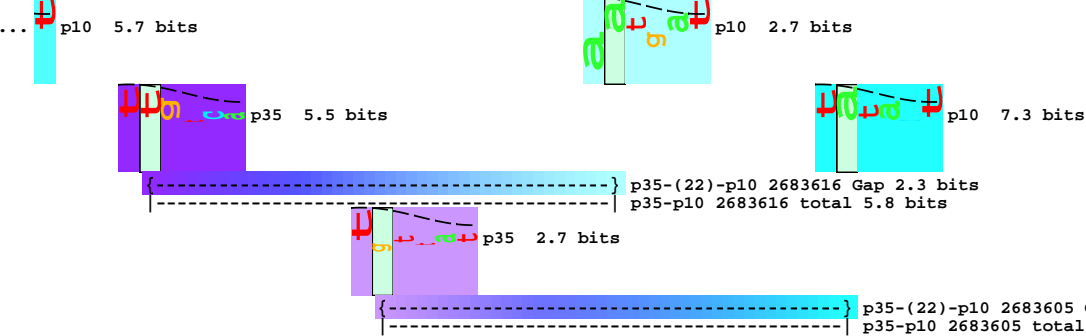 ... t p10 5.7 bits
a a t g a t p10 2.7 bits
t t g c a p35 5.5 bits
t a t a t p10 7.3 bits
{---------------------------------------} p35-(22)-p10 2683616 Gap 2.3 bits
|---------------------------------------| p35-p10 2683616 total 5.8 bits
t g t a t p35 2.7 bits
{---------------------------------------} p35-(22)-p10 2683605
|---------------------------------------| p35-p10 2683605 total